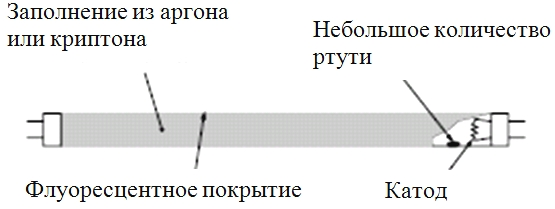 Заполнение из аргона
или криптона
Небольшое количество
ртути
Флуоресцентное покрытие
Катод